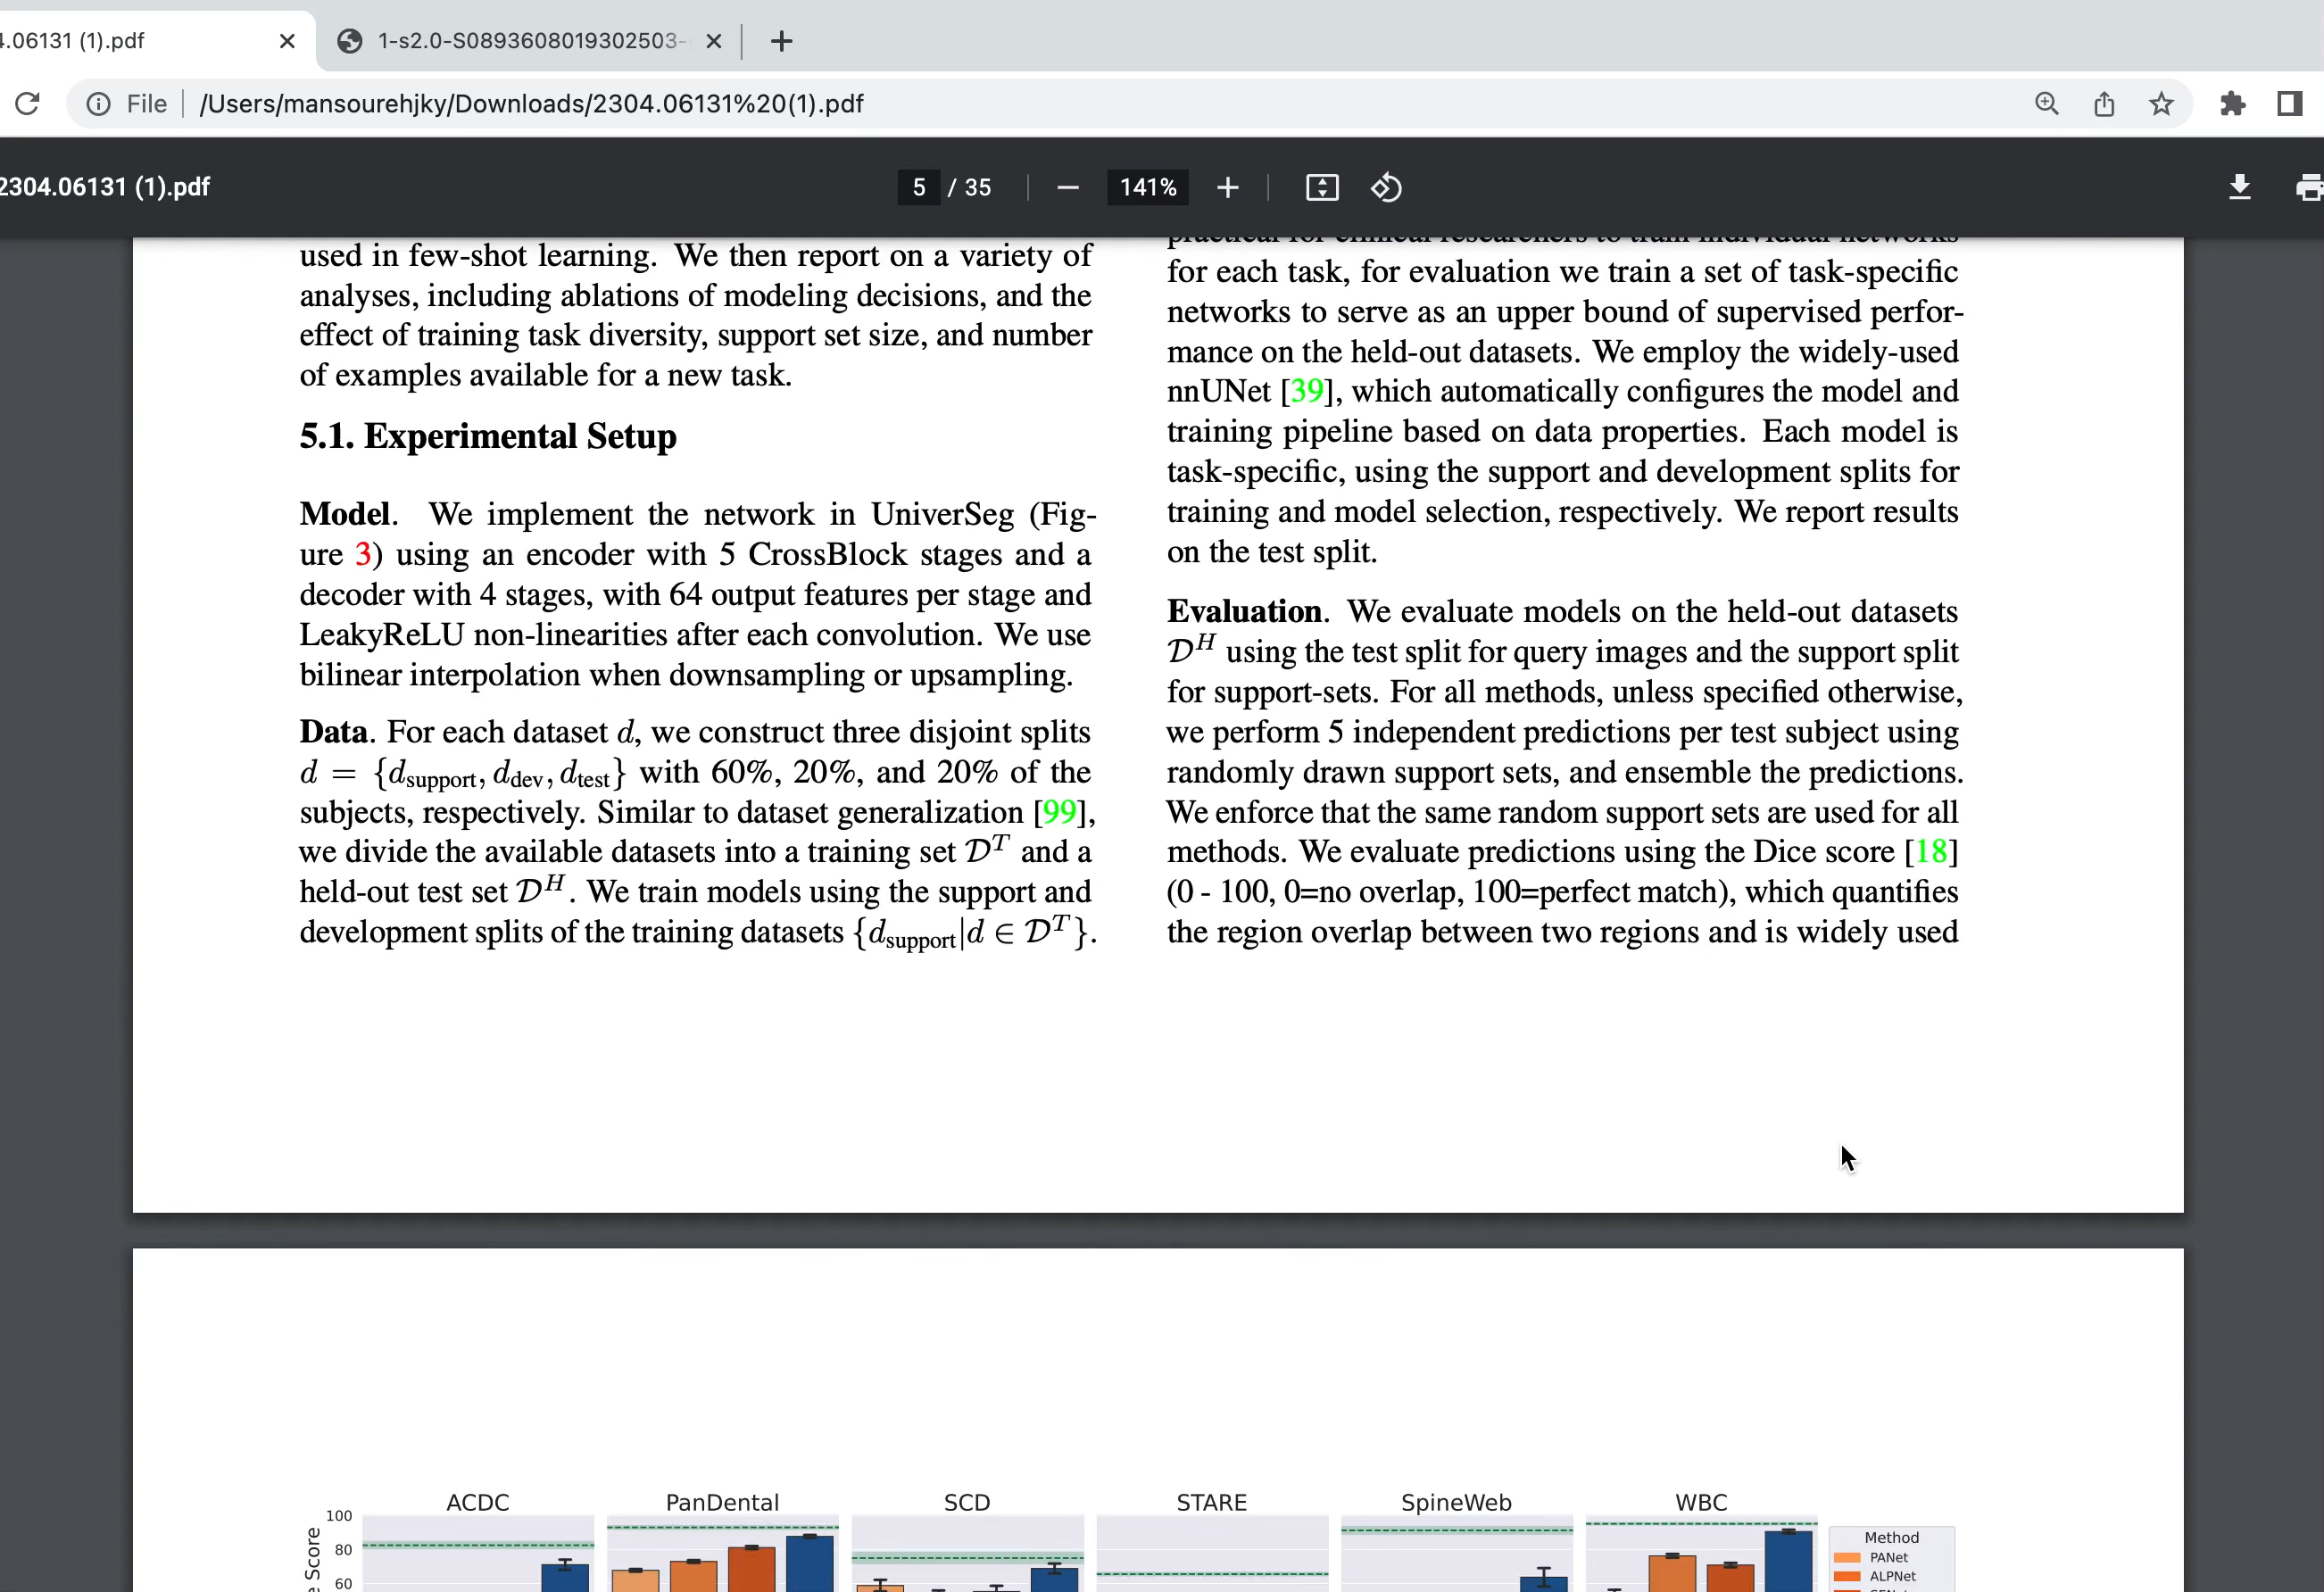 4.06131 (1).pdf
1-s2.0-S0893608019302503-
File
/Users/mansourehjky/Downloads/2304.06131%20(1).pdf
2304.06131 (1).pdf
5 / 35
141%
used in few-shot learning. We then report on a variety of
analyses, including ablations of modeling decisions, and the
effect of training task diversity, support set size, and number
of examples available for a new task.
5.1. Experimental Setup
Model. We implement the network in UniverSeg (Fig-
ure 3) using an encoder with 5 CrossBlock stages and a
decoder with 4 stages, with 64 output features per stage and
LeakyReLU non-linearities after each convolution. We use
bilinear interpolation when downsampling or upsampling.
Data. For each dataset d, we construct three disjoint splits
d = {d_support, d_dev, d_test} with 60%, 20%, and 20% of the
subjects, respectively. Similar to dataset generalization [99],
we divide the available datasets into a training set 𝒟^T and a
held-out test set 𝒟^H. We train models using the support and
development splits of the training datasets {d_support|d ∈ 𝒟^T}.
practical for clinical researchers to train individual networks
for each task, for evaluation we train a set of task-specific
networks to serve as an upper bound of supervised perfor-
mance on the held-out datasets. We employ the widely-used
nnUNet [39], which automatically configures the model and
training pipeline based on data properties. Each model is
task-specific, using the support and development splits for
training and model selection, respectively. We report results
on the test split.
Evaluation. We evaluate models on the held-out datasets
𝒟^H using the test split for query images and the support split
for support-sets. For all methods, unless specified otherwise,
we perform 5 independent predictions per test subject using
randomly drawn support sets, and ensemble the predictions.
We enforce that the same random support sets are used for all
methods. We evaluate predictions using the Dice score [18]
(0 - 100, 0=no overlap, 100=perfect match), which quantifies
the region overlap between two regions and is widely used
ACDC
PanDental
SCD
STARE
SpineWeb
WBC
100
80
60
Score
Method
PANet
ALPNet